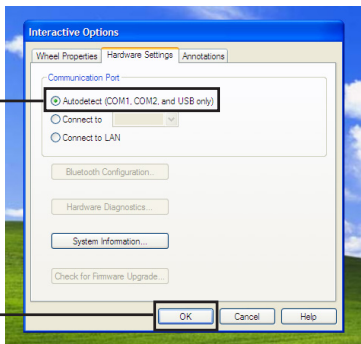 Interactive Options
Wheel Properties Hardware Settings Annotations
Communication Port
Autodetect (COM1, COM2, and USB only)
Connect to
Connect to LAN
Bluetooth Configuration..
Hardware Diagnostics...
System Information...
Check for Firmware Upgrade...
OK Cancel Help